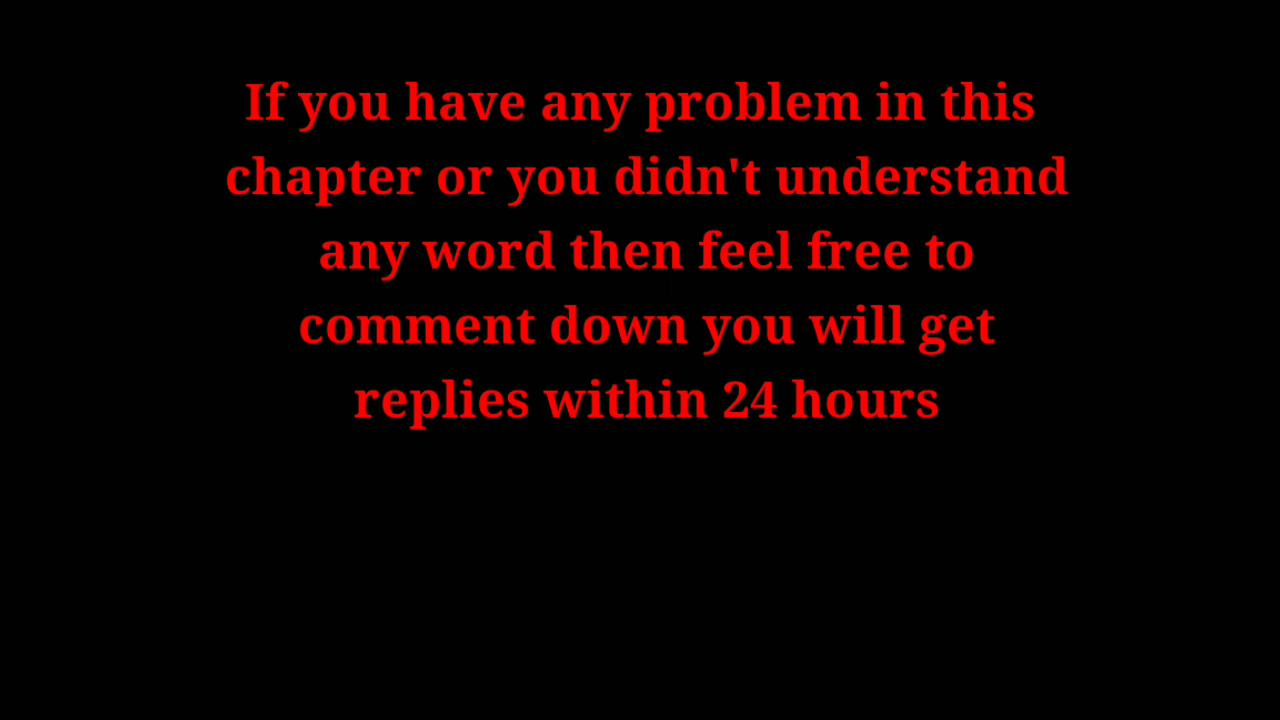 If you have any problem in this
chapter or you didn't understand
any word then feel free to
comment down you will get
replies within 24 hours